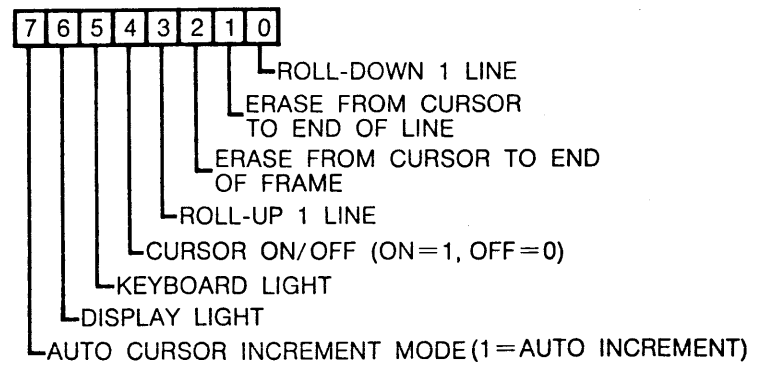 7 6 5 4 3 2 1 0
ROLL-DOWN 1 LINE
ERASE FROM CURSOR
TO END OF LINE
ERASE FROM CURSOR TO END
OF FRAME
ROLL-UP 1 LINE
CURSOR ON/OFF (ON=1, OFF=0)
KEYBOARD LIGHT
DISPLAY LIGHT
AUTO CURSOR INCREMENT MODE (1=AUTO INCREMENT)